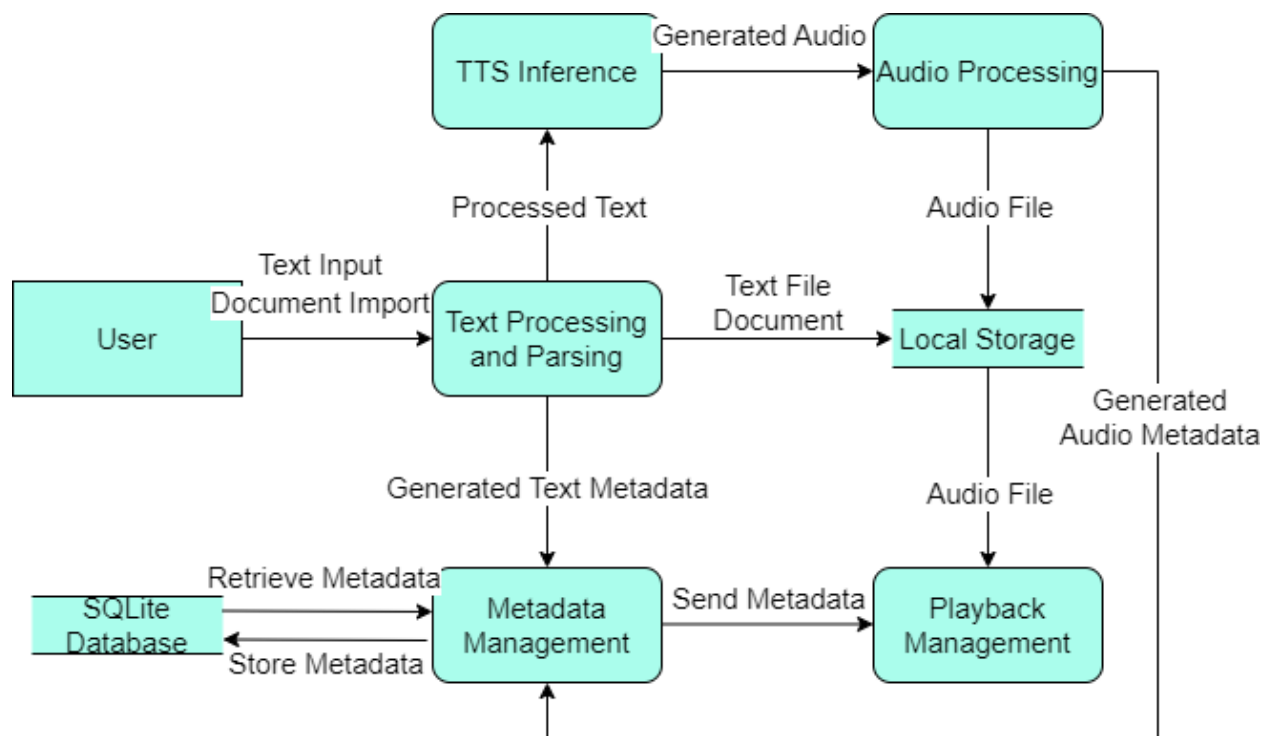 Generated Audio
TTS Inference
Audio Processing
Processed Text
Audio File
Text Input
Document Import
Text File
Document
User
Text Processing
and Parsing
Local Storage
Generated
Audio Metadata
Generated Text Metadata
Audio File
Retrieve Metadata
SQLite
Database
Store Metadata
Metadata
Management
Send Metadata
Playback
Management